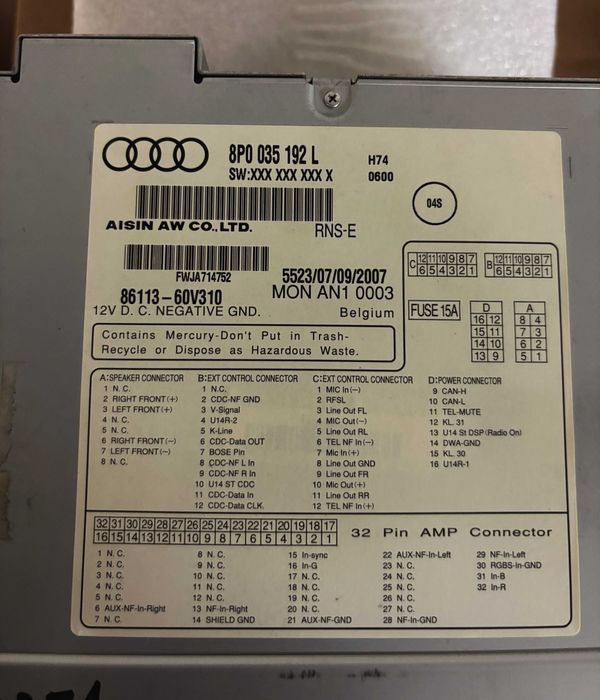 8P0 035 192 L
H74
SW:XXX XXX XXX X
0600
04S
AISIN AW CO.,LTD.
RNS-E
FWJA714752
5523/07/09/2007
86113-60V310
MON AN1 0003
12V D. C. NEGATIVE GND.
Belgium
Contains Mercury-Don't Put in Trash-
Recycle or Dispose as Hazardous Waste.
C 12 11 10 9 8 7
6 5 4 3 2 1
B 12 11 10 9 8 7
6 5 4 3 2 1
FUSE 15A
D
16 12
15 11
14 10
13 9
A
8 4
7 3
6 2
5 1
A:SPEAKER CONNECTOR
1 N. C.
2 RIGHT FRONT(+)
3 LEFT FRONT(+)
4 N. C.
5 N. C.
6 RIGHT FRONT(−)
7 LEFT FRONT(−)
8 N. C.
B:EXT CONTROL CONNECTOR
1 N.C.
2 CDC-NF GND
3 V-Signal
4 U14R-2
5 K-Line
6 CDC-Data OUT
7 BOSE Pin
8 CDC-NF L In
9 CDC-NF R In
10 U14 ST CDC
11 CDC-Data In
12 CDC-Data CLK.
C:EXT CONTROL CONNECTOR
1 MIC In(−)
2 RFSL
3 Line Out FL
4 MIC Out(−)
5 Line Out RL
6 TEL NF In(−)
7 Mic In(+)
8 Line Out GND
9 Line Out FR
10 Mic Out(+)
11 Line Out RR
12 TEL NF In(+)
D:POWER CONNECTOR
9 CAN-H
10 CAN-L
11 TEL-MUTE
12 KL. 31
13 U14 St DSP (Radio On)
14 DWA-GND
15 KL. 30
16 U14R-1
32 31 30 29 28 27 26 25 24 23 22 21 20 19 18 17
16 15 14 13 12 11 10 9 8 7 6 5 4 3 2 1
32 Pin AMP Connector
1 N. C.
2 N. C.
3 N. C.
4 N. C.
5 N. C.
6 AUX-NF-In-Right
7 N. C.
8 N. C.
9 N. C.
10 N. C.
11 N. C.
12 N. C.
13 NF-In-Right
14 SHIELD GND
15 In-sync
16 In-G
17 N. C.
18 N. C.
19 N. C.
20 N. C.
21 AUX-NF-GND
22 AUX-NF-In-Left
23 N. C.
24 N. C.
25 N. C.
26 N. C.
27 N. C.
28 NF-In-GND
29 NF-In-Left
30 RGBS-In-GND
31 In-B
32 In-R